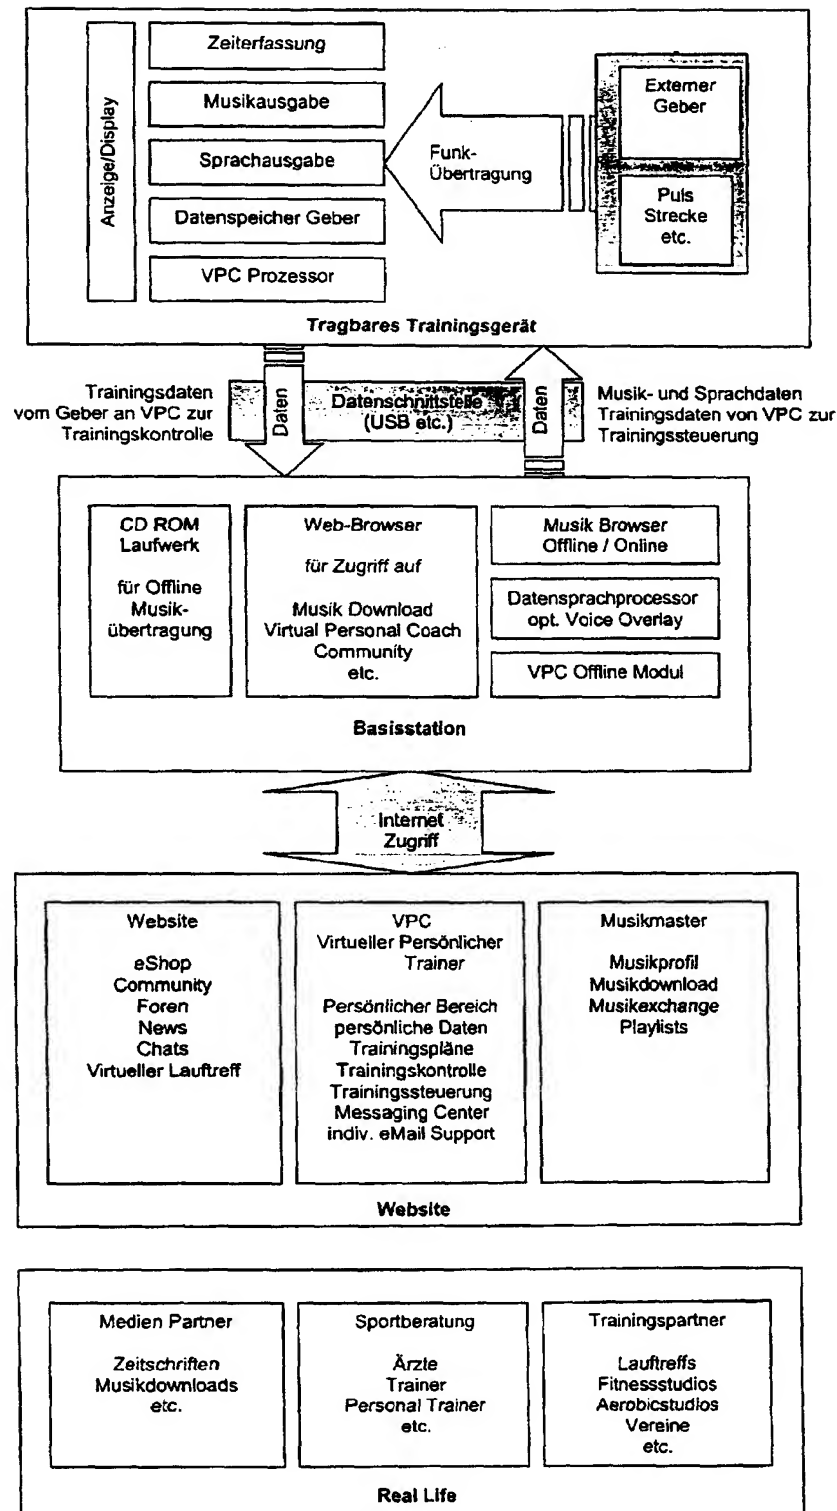 Anzeige/Display
Zeiterfassung
Musikausgabe
Sprachausgabe
Datenspeicher Geber
VPC Prozessor
Funk-
Übertragung
Externer
Geber
Puls
Strecke
etc.
Tragbares Trainingsgerät
Trainingsdaten
vom Geber an VPC zur
Trainingskontrolle
Daten
Datenschnittstelle
(USB etc.)
Daten
Musik- und Sprachdaten
Trainingsdaten von VPC zur
Trainingssteuerung
CD ROM
Laufwerk
für Offline
Musik-
übertragung
Web-Browser
für Zugriff auf
Musik Download
Virtual Personal Coach
Community
etc.
Musik Browser
Offline / Online
Datensprachprocessor
opt. Voice Overlay
VPC Offline Modul
Basisstation
Internet
Zugriff
Website
eShop
Community
Foren
News
Chats
Virtueller Lauftreff
VPC
Virtueller Persönlicher
Trainer
Persönlicher Bereich
persönliche Daten
Trainingspläne
Trainingskontrolle
Trainingssteuerung
Messaging Center
indiv. eMail Support
Musikmaster
Musikprofil
Musikdownload
Musikexchange
Playlists
Website
Medien Partner
Zeitschriften
Musikdownloads
etc.
Sportberatung
Ärzte
Trainer
Personal Trainer
etc.
Trainingspartner
Lauftreffs
Fitnessstudios
Aerobicstudios
Vereine
etc.
Real Life